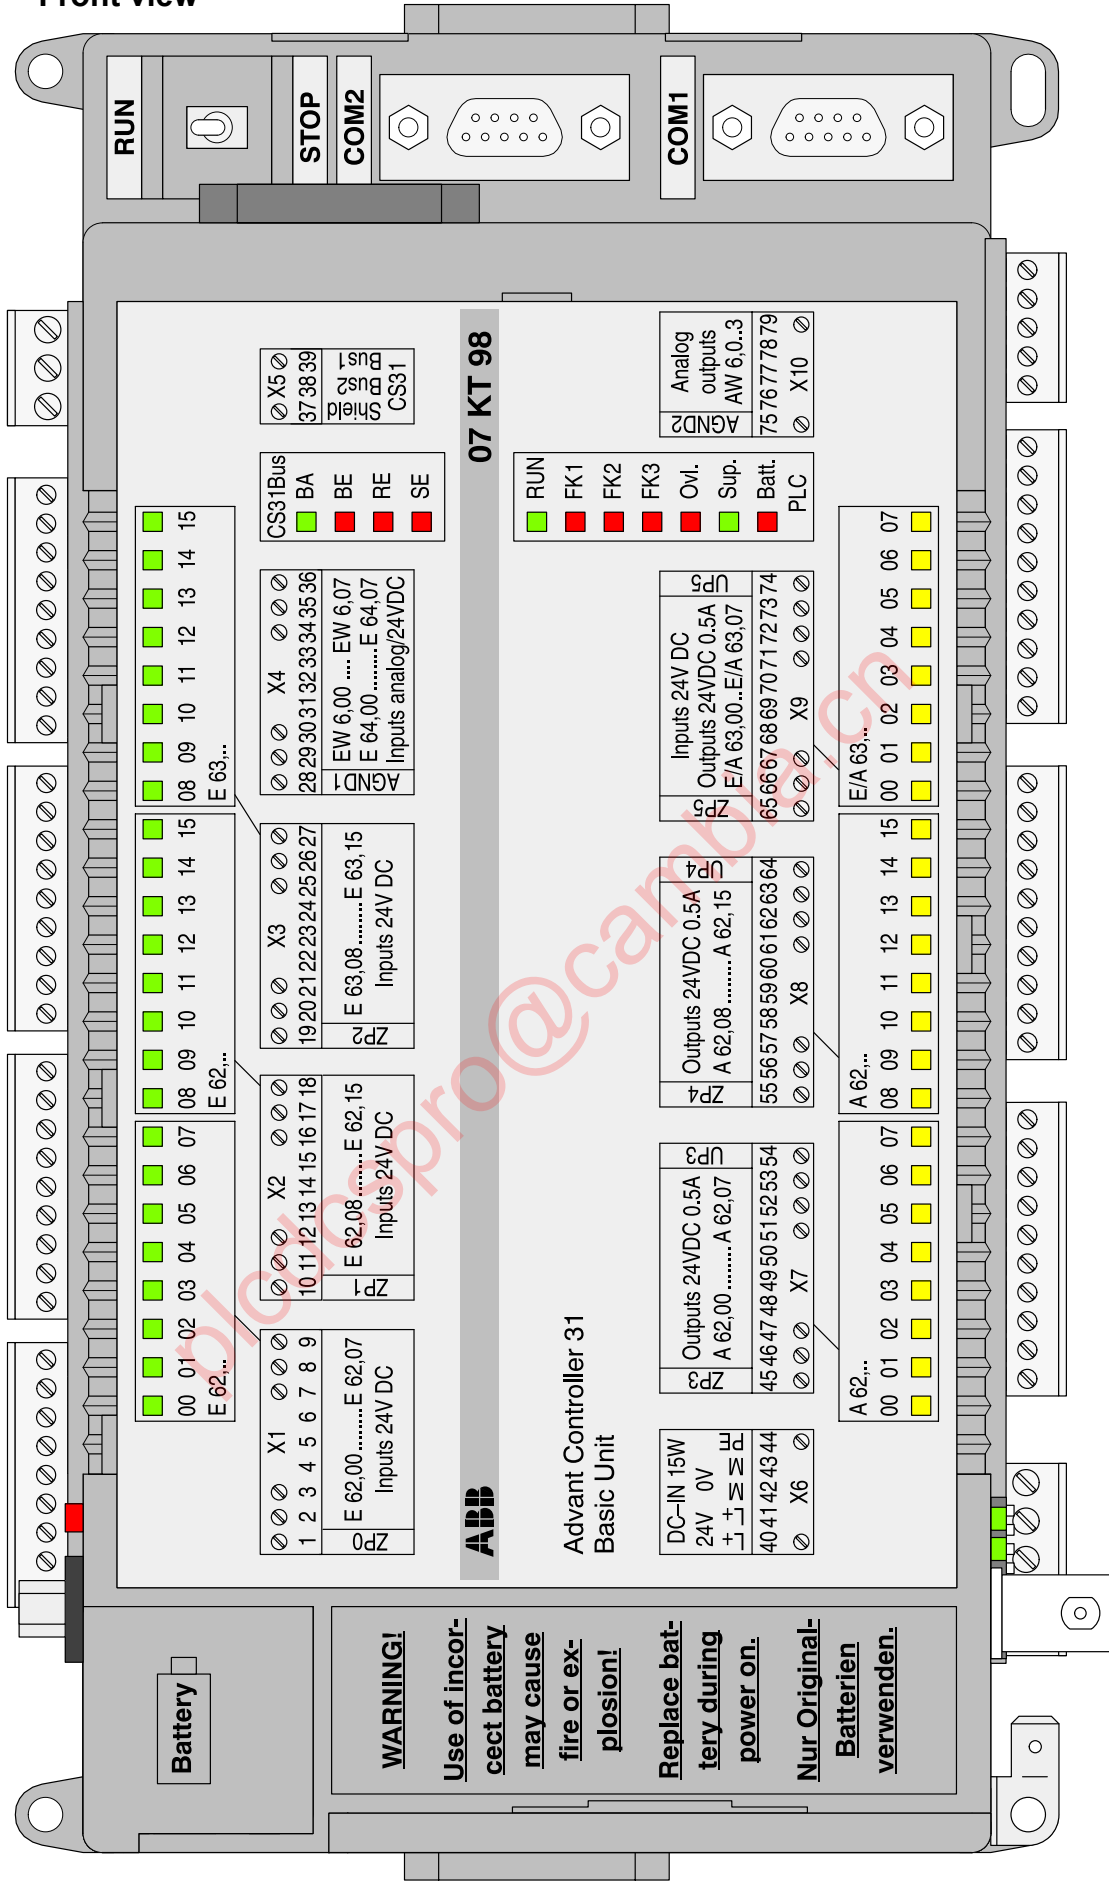 Front view
RUN
STOP
COM2
COM1
07 KT 98
ABB
Advant Controller 31
Basic Unit
00 01 02 03 04 05 06 07
E 62,..
08 09 10 11 12 13 14 15
E 62,..
08 09 10 11 12 13 14 15
E 63,..
X1
1 2 3 4 5 6 7 8 9
ZP0
E 62,00.........E 62,07
Inputs 24V DC
X2
10 11 12 13 14 15 16 17 18
ZP1
E 62,08.........E 62,15
Inputs 24V DC
X3
19 20 21 22 23 24 25 26 27
ZP2
E 63,08.........E 63,15
Inputs 24V DC
X4
28 29 30 31 32 33 34 35 36
AGND1
EW 6,00 .... EW 6,07
E 64,00.........E 64,07
Inputs analog/24VDC
X5
37 38 39
Shield
Bus2
Bus1
CS31
CS31Bus
BA
BE
RE
SE
RUN
FK1
FK2
FK3
Ovl.
Sup.
Batt.
PLC
DC–IN 15W
24V 0V
L+ L+ M M PE
40 41 42 43 44
X6
ZP3
Outputs 24VDC 0.5A
A 62,00.........A 62,07
UP3
45 46 47 48 49 50 51 52 53 54
X7
ZP4
Outputs 24VDC 0.5A
A 62,08.........A 62,15
UP4
55 56 57 58 59 60 61 62 63 64
X8
ZP5
Inputs 24V DC
Outputs 24VDC 0.5A
E/A 63,00..E/A 63,07
UP5
65 66 67 68 69 70 71 72 73 74
X9
AGND2
Analog
outputs
AW 6,0..3
75 76 77 78 79
X10
A 62,..
00 01 02 03 04 05 06 07
A 62,..
08 09 10 11 12 13 14 15
E/A 63,..
00 01 02 03 04 05 06 07
Battery
WARNING!
Use of incor-
cect battery
may cause
fire or ex-
plosion!
Replace bat-
tery during
power on.
Nur Original-
Batterien
verwenden.
plcdcspro@cambia.cn